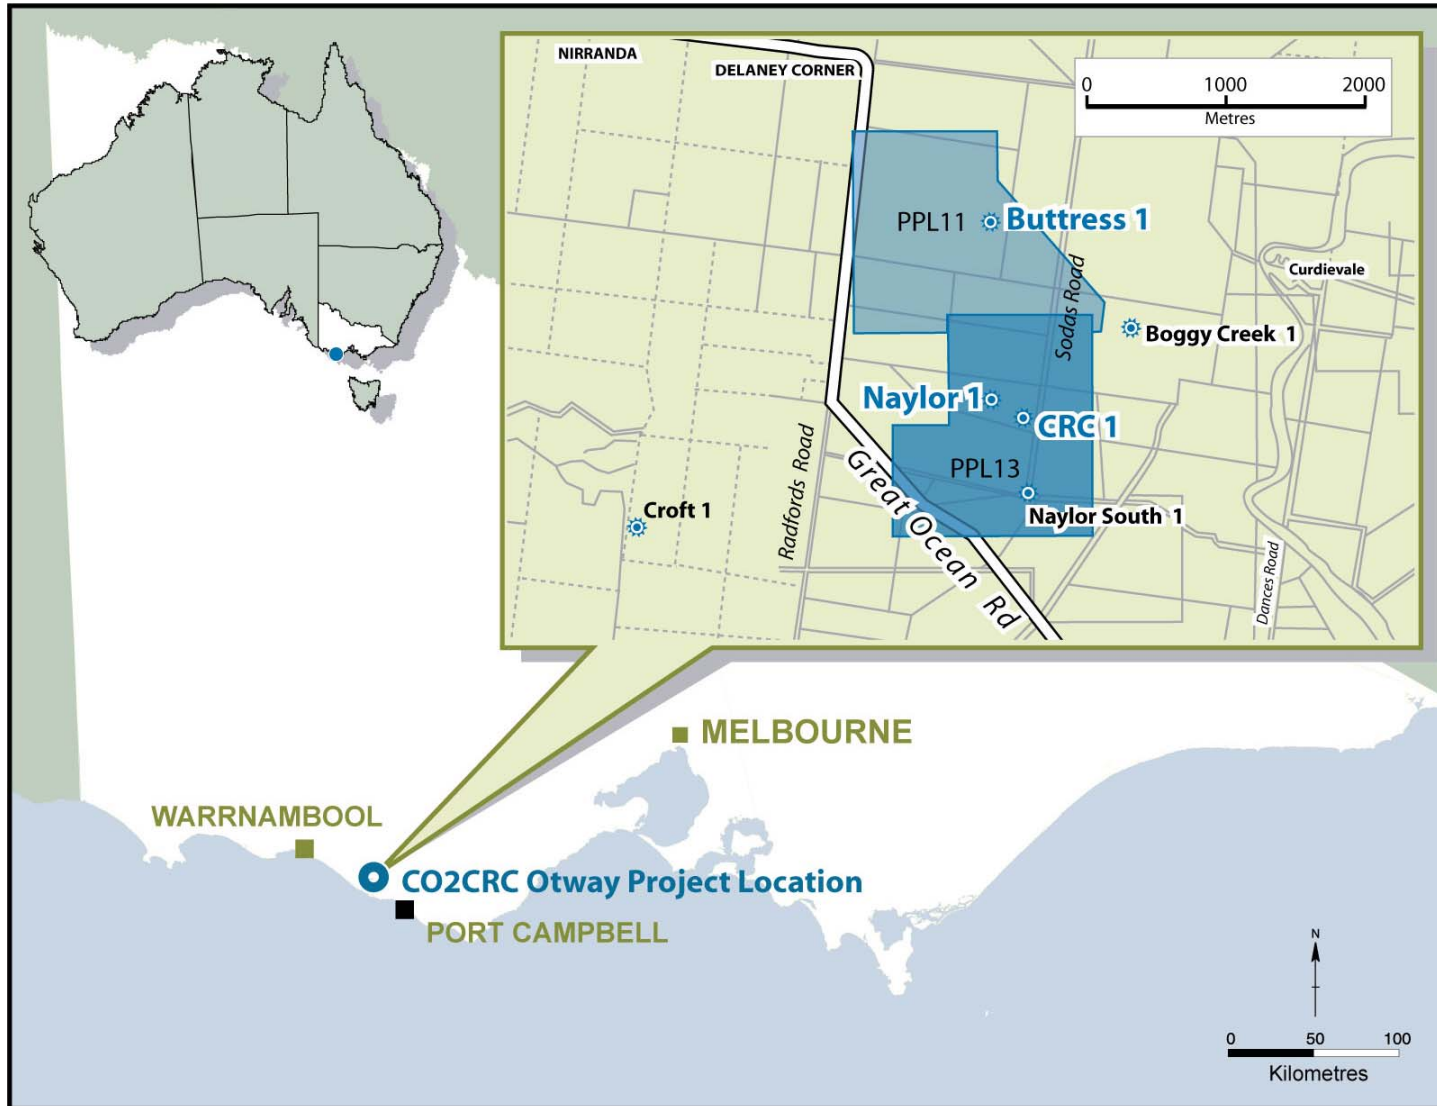 NIRRANDA
DELANEY CORNER
0 1000 2000
Metres
PPL11
Buttress 1
Sodas Road
Curdievale
Boggy Creek 1
Naylor 1
CRC 1
PPL13
Naylor South 1
Croft 1
Radfords Road
Great Ocean Rd
Dances Road
MELBOURNE
WARRNAMBOOL
CO2CRC Otway Project Location
PORT CAMPBELL
N
0 50 100
Kilometres